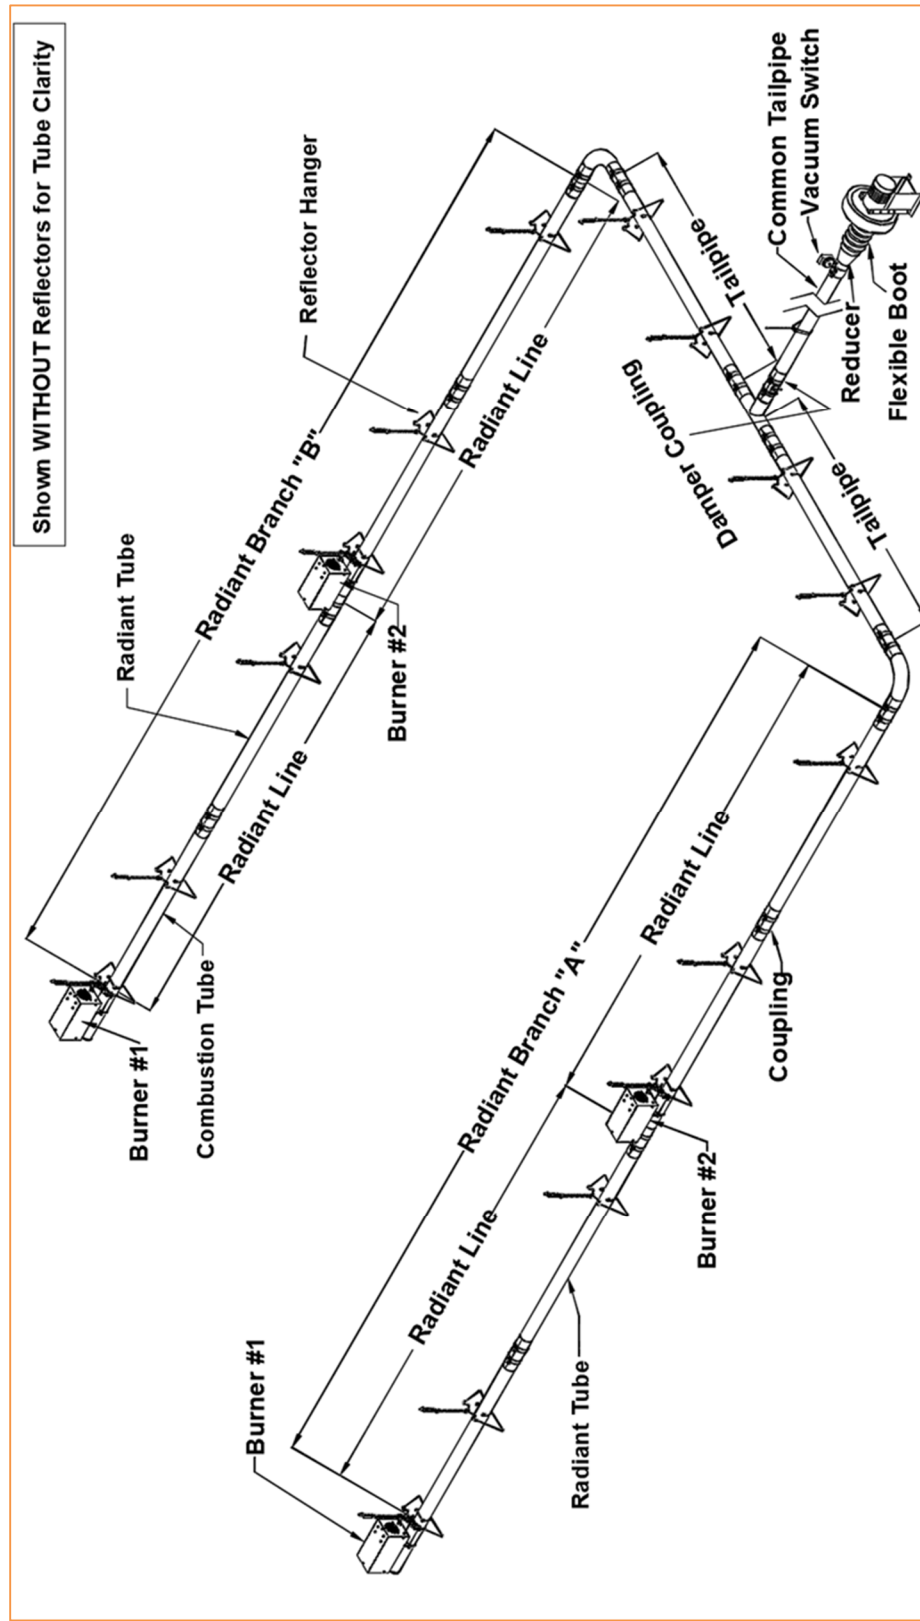 Shown WITHOUT Reflectors for Tube Clarity
Radiant Branch "B"
Radiant Tube
Reflector Hanger
Radiant Line
Radiant Line
Burner #1
Combustion Tube
Burner #2
Tailpipe
Common Tailpipe
Vacuum Switch
Damper Coupling
Reducer
Flexible Boot
Tailpipe
Burner #1
Radiant Branch "A"
Radiant Line
Radiant Line
Radiant Tube
Burner #2
Coupling